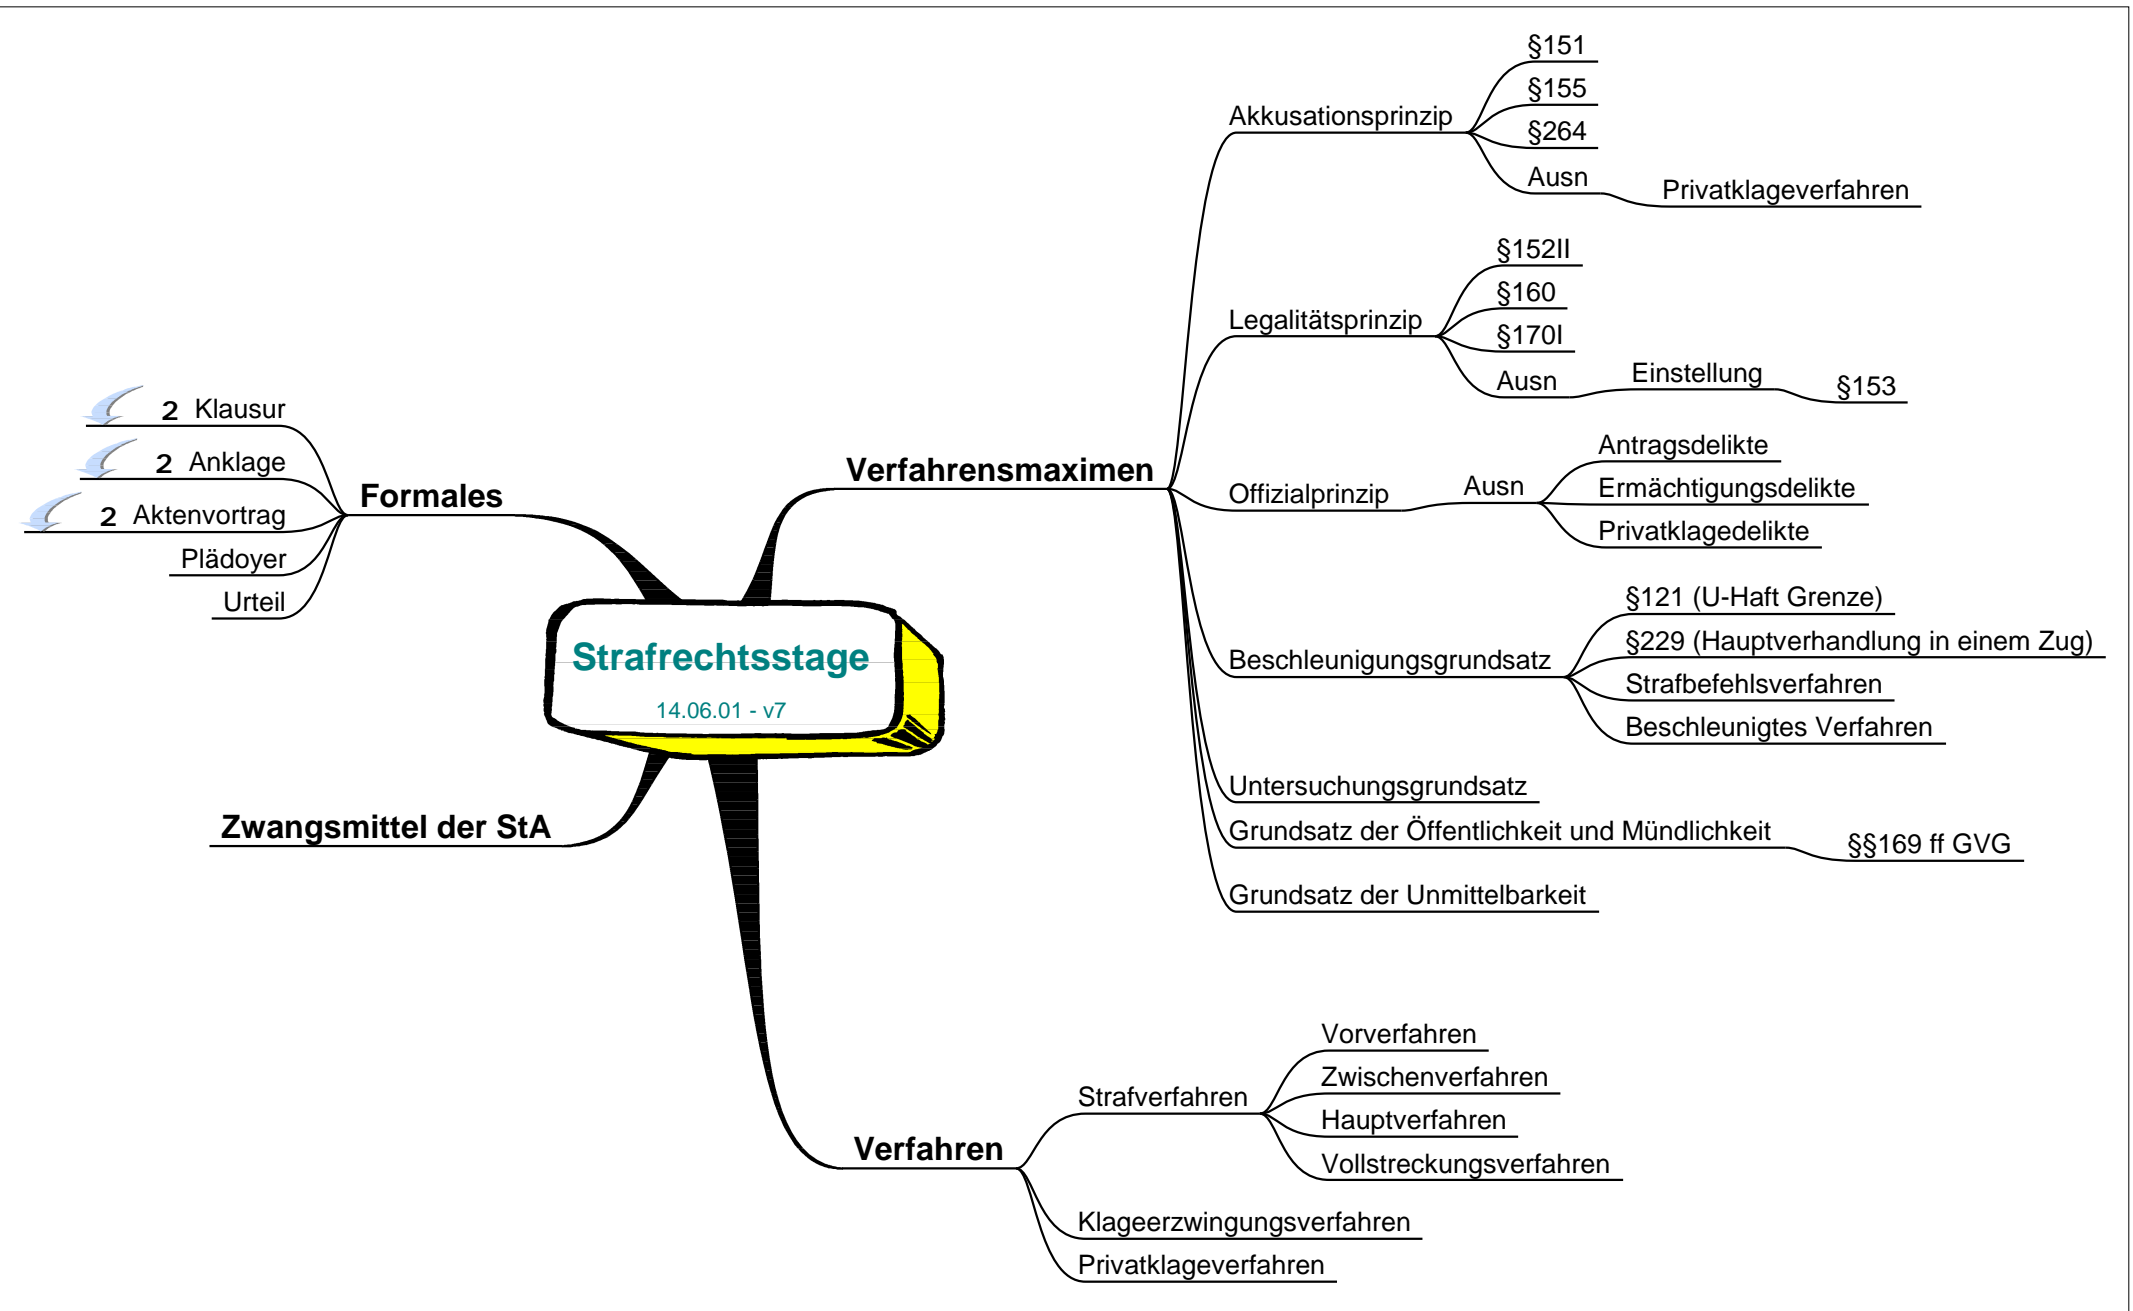 Strafrechtsstage
14.06.01 - v7
Verfahrensmaximen
Akkusationsprinzip
§151
§155
§264
Ausn
Privatklageverfahren
Legalitätsprinzip
§152II
§160
§170I
Ausn
Einstellung
§153
Offizialprinzip
Ausn
Antragsdelikte
Ermächtigungsdelikte
Privatklagedelikte
Beschleunigungsgrundsatz
§121 (U-Haft Grenze)
§229 (Hauptverhandlung in einem Zug)
Strafbefehlsverfahren
Beschleunigtes Verfahren
Untersuchungsgrundsatz
Grundsatz der Öffentlichkeit und Mündlichkeit
§§169 ff GVG
Grundsatz der Unmittelbarkeit
Verfahren
Strafverfahren
Vorverfahren
Zwischenverfahren
Hauptverfahren
Vollstreckungsverfahren
Klageerzwingungsverfahren
Privatklageverfahren
Zwangsmittel der StA
Formales
2 Klausur
2 Anklage
2 Aktenvortrag
Plädoyer
Urteil